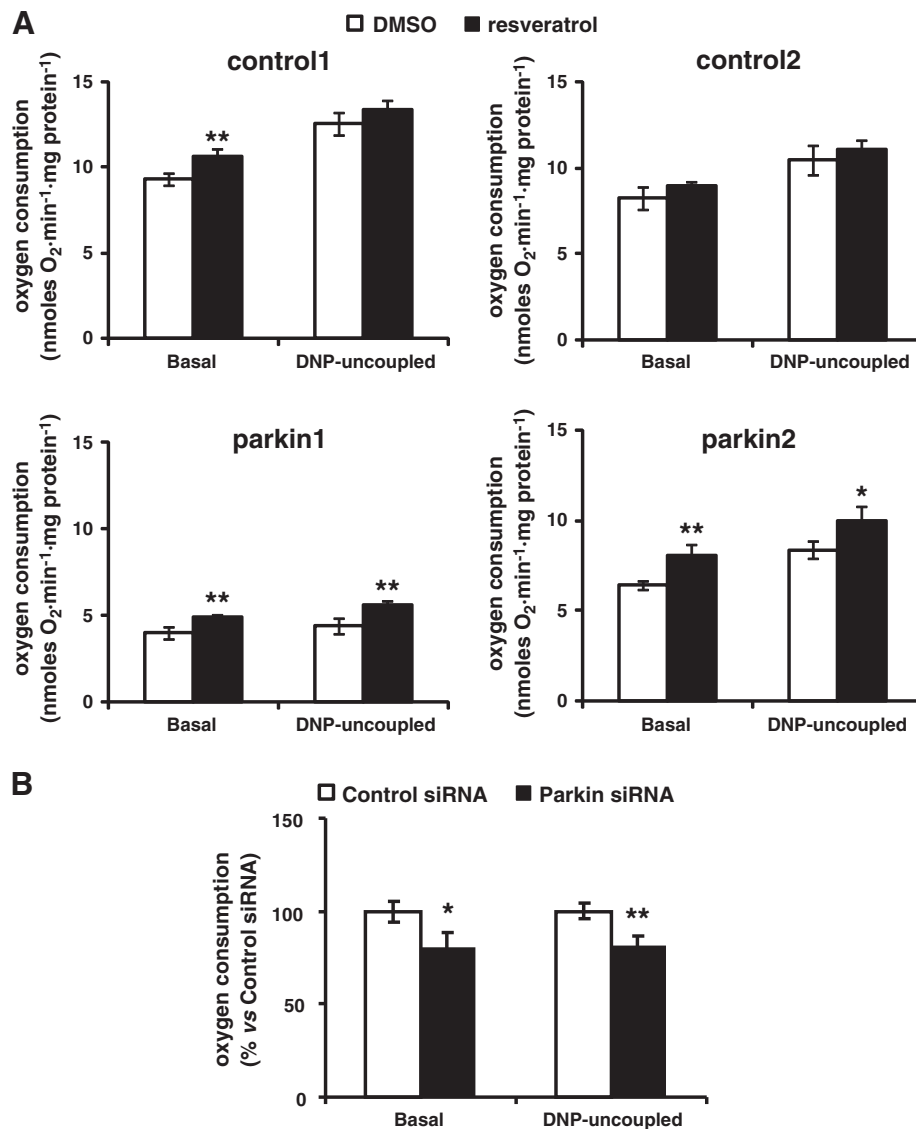 A
DMSO resveratrol
control1
oxygen consumption
(nmoles O₂·min⁻¹·mg protein⁻¹)
15
10
5
0
** 
Basal DNP-uncoupled
control2
oxygen consumption
(nmoles O₂·min⁻¹·mg protein⁻¹)
15
10
5
0
Basal DNP-uncoupled
parkin1
oxygen consumption
(nmoles O₂·min⁻¹·mg protein⁻¹)
15
10
5
0
** **
Basal DNP-uncoupled
parkin2
oxygen consumption
(nmoles O₂·min⁻¹·mg protein⁻¹)
15
10
5
0
** *
Basal DNP-uncoupled
B
Control siRNA Parkin siRNA
oxygen consumption
(% vs Control siRNA)
150
100
50
0
* **
Basal DNP-uncoupled